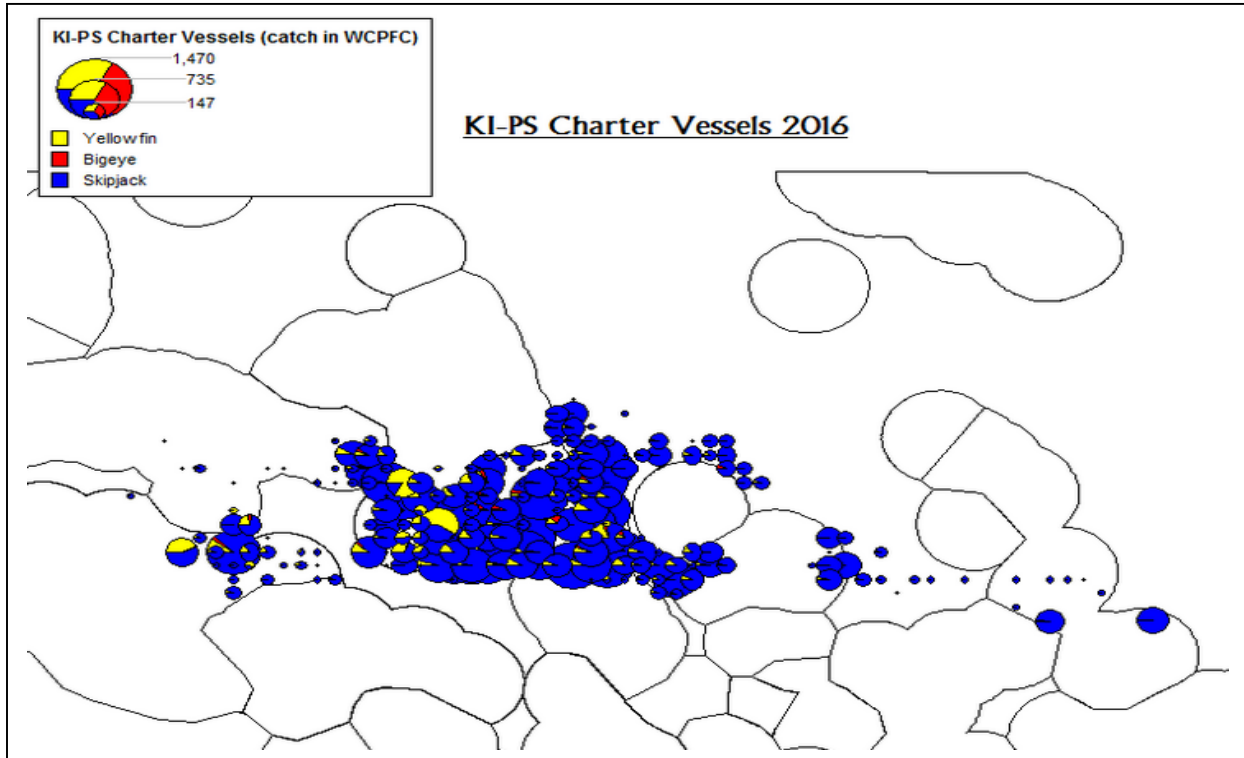 KI-PS Charter Vessels (catch in WCPFC)
1,470
735
147
Yellowfin
Bigeye
Skipjack
KI-PS Charter Vessels 2016